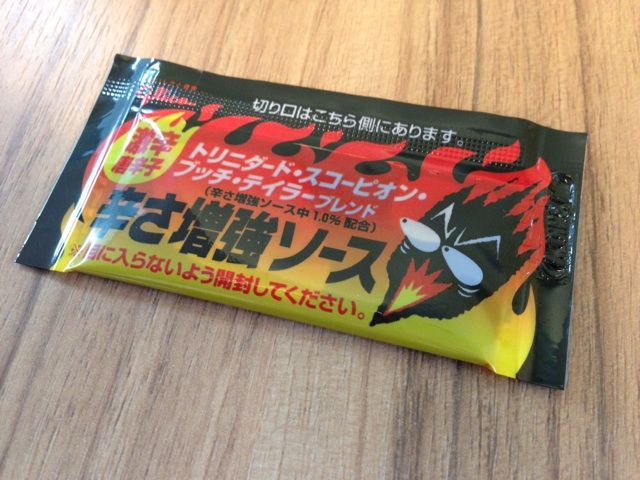 切り口はこちら側にあります。
激辛
唐辛子
トリニダード・スコーピオン・
ブッチ・テイラーブレンド
(辛さ増強ソース中1.0%配合)
辛さ増強ソース
※目に入らないよう開封してください。